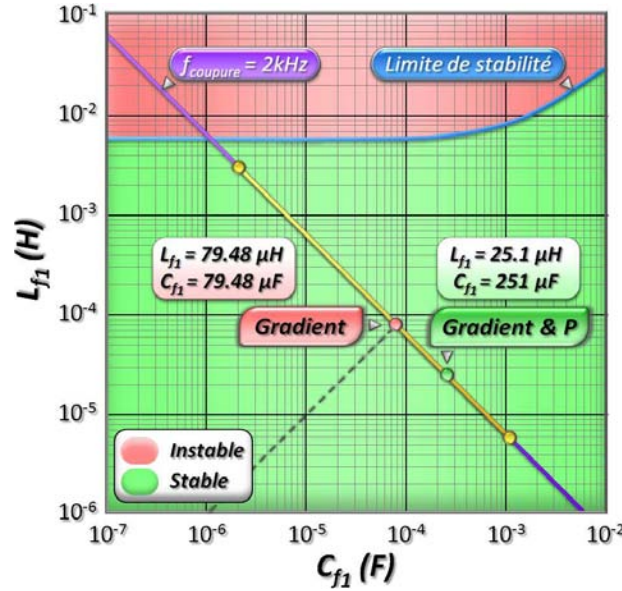 f_coupure = 2kHz
Limite de stabilité
L_f1 = 79.48 µH
C_f1 = 79.48 µF
L_f1 = 25.1 µH
C_f1 = 251 µF
Gradient
Gradient & P
Instable
Stable
L_f1 (H)
10^-1
10^-2
10^-3
10^-4
10^-5
10^-6
10^-7
10^-6
10^-5
10^-4
10^-3
10^-2
C_f1 (F)